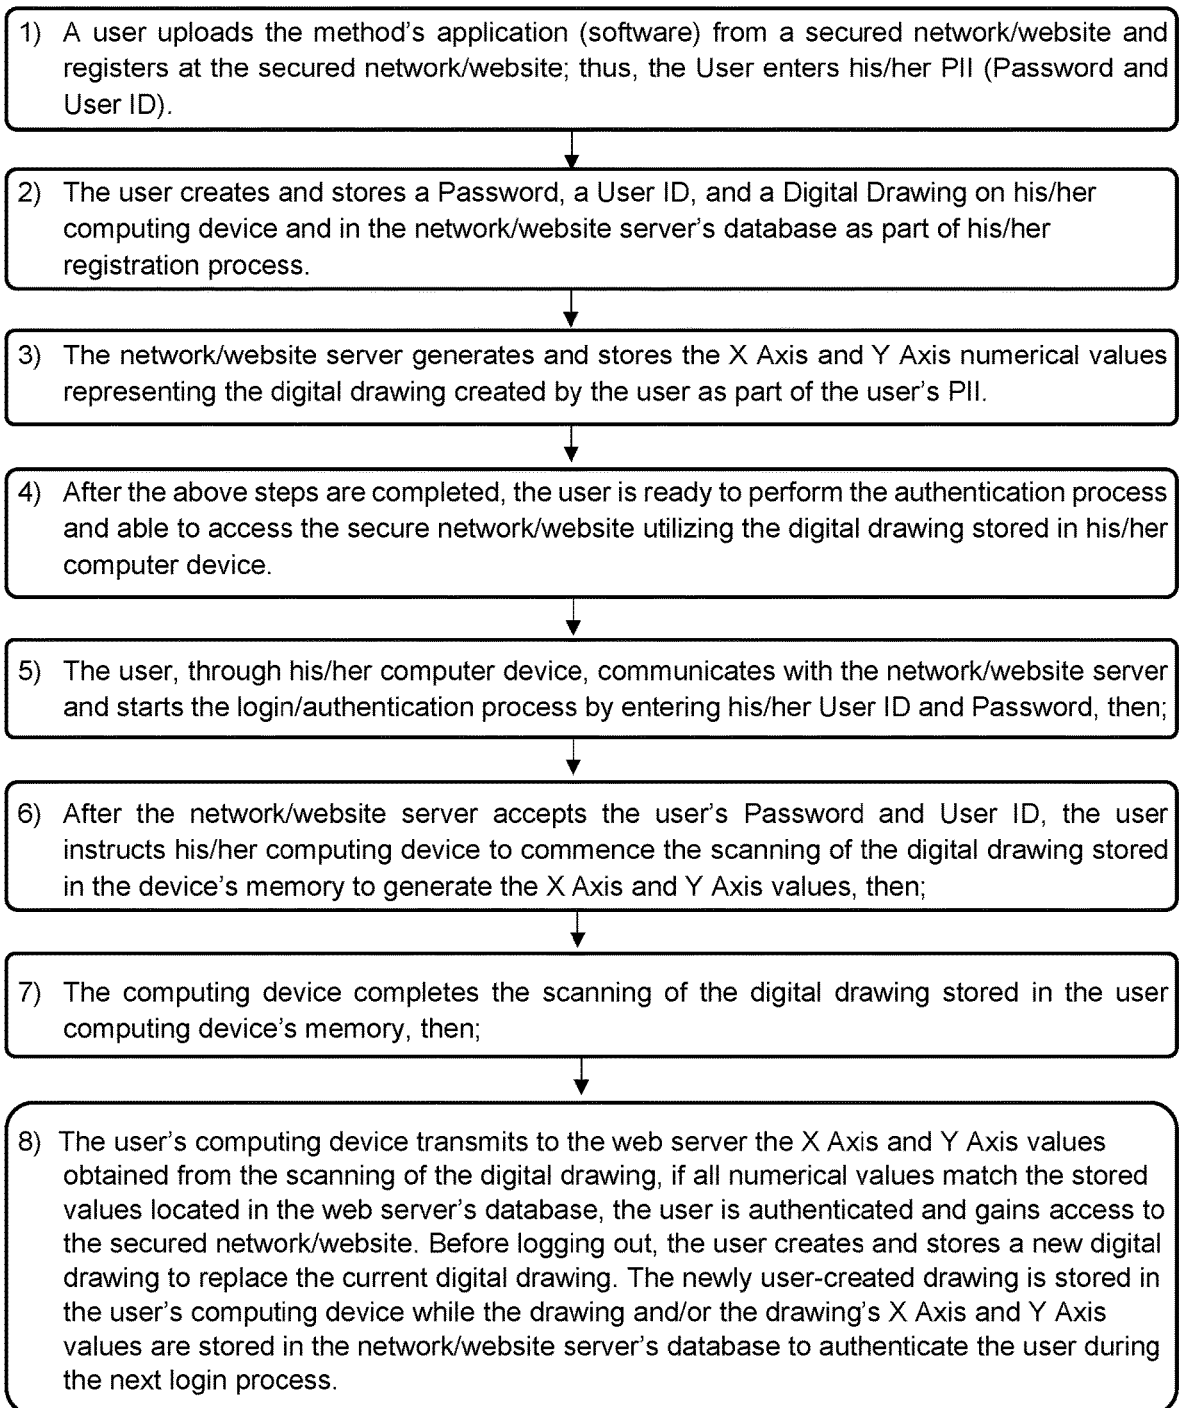 1) A user uploads the method's application (software) from a secured network/website and
registers at the secured network/website; thus, the User enters his/her PII (Password and
User ID).
2) The user creates and stores a Password, a User ID, and a Digital Drawing on his/her
computing device and in the network/website server's database as part of his/her
registration process.
3) The network/website server generates and stores the X Axis and Y Axis numerical values
representing the digital drawing created by the user as part of the user's PII.
4) After the above steps are completed, the user is ready to perform the authentication process
and able to access the secure network/website utilizing the digital drawing stored in his/her
computer device.
5) The user, through his/her computer device, communicates with the network/website server
and starts the login/authentication process by entering his/her User ID and Password, then;
6) After the network/website server accepts the user's Password and User ID, the user
instructs his/her computing device to commence the scanning of the digital drawing stored
in the device's memory to generate the X Axis and Y Axis values, then;
7) The computing device completes the scanning of the digital drawing stored in the user
computing device's memory, then;
8) The user's computing device transmits to the web server the X Axis and Y Axis values
obtained from the scanning of the digital drawing, if all numerical values match the stored
values located in the web server's database, the user is authenticated and gains access to
the secured network/website. Before logging out, the user creates and stores a new digital
drawing to replace the current digital drawing. The newly user-created drawing is stored in
the user's computing device while the drawing and/or the drawing's X Axis and Y Axis
values are stored in the network/website server's database to authenticate the user during
the next login process.